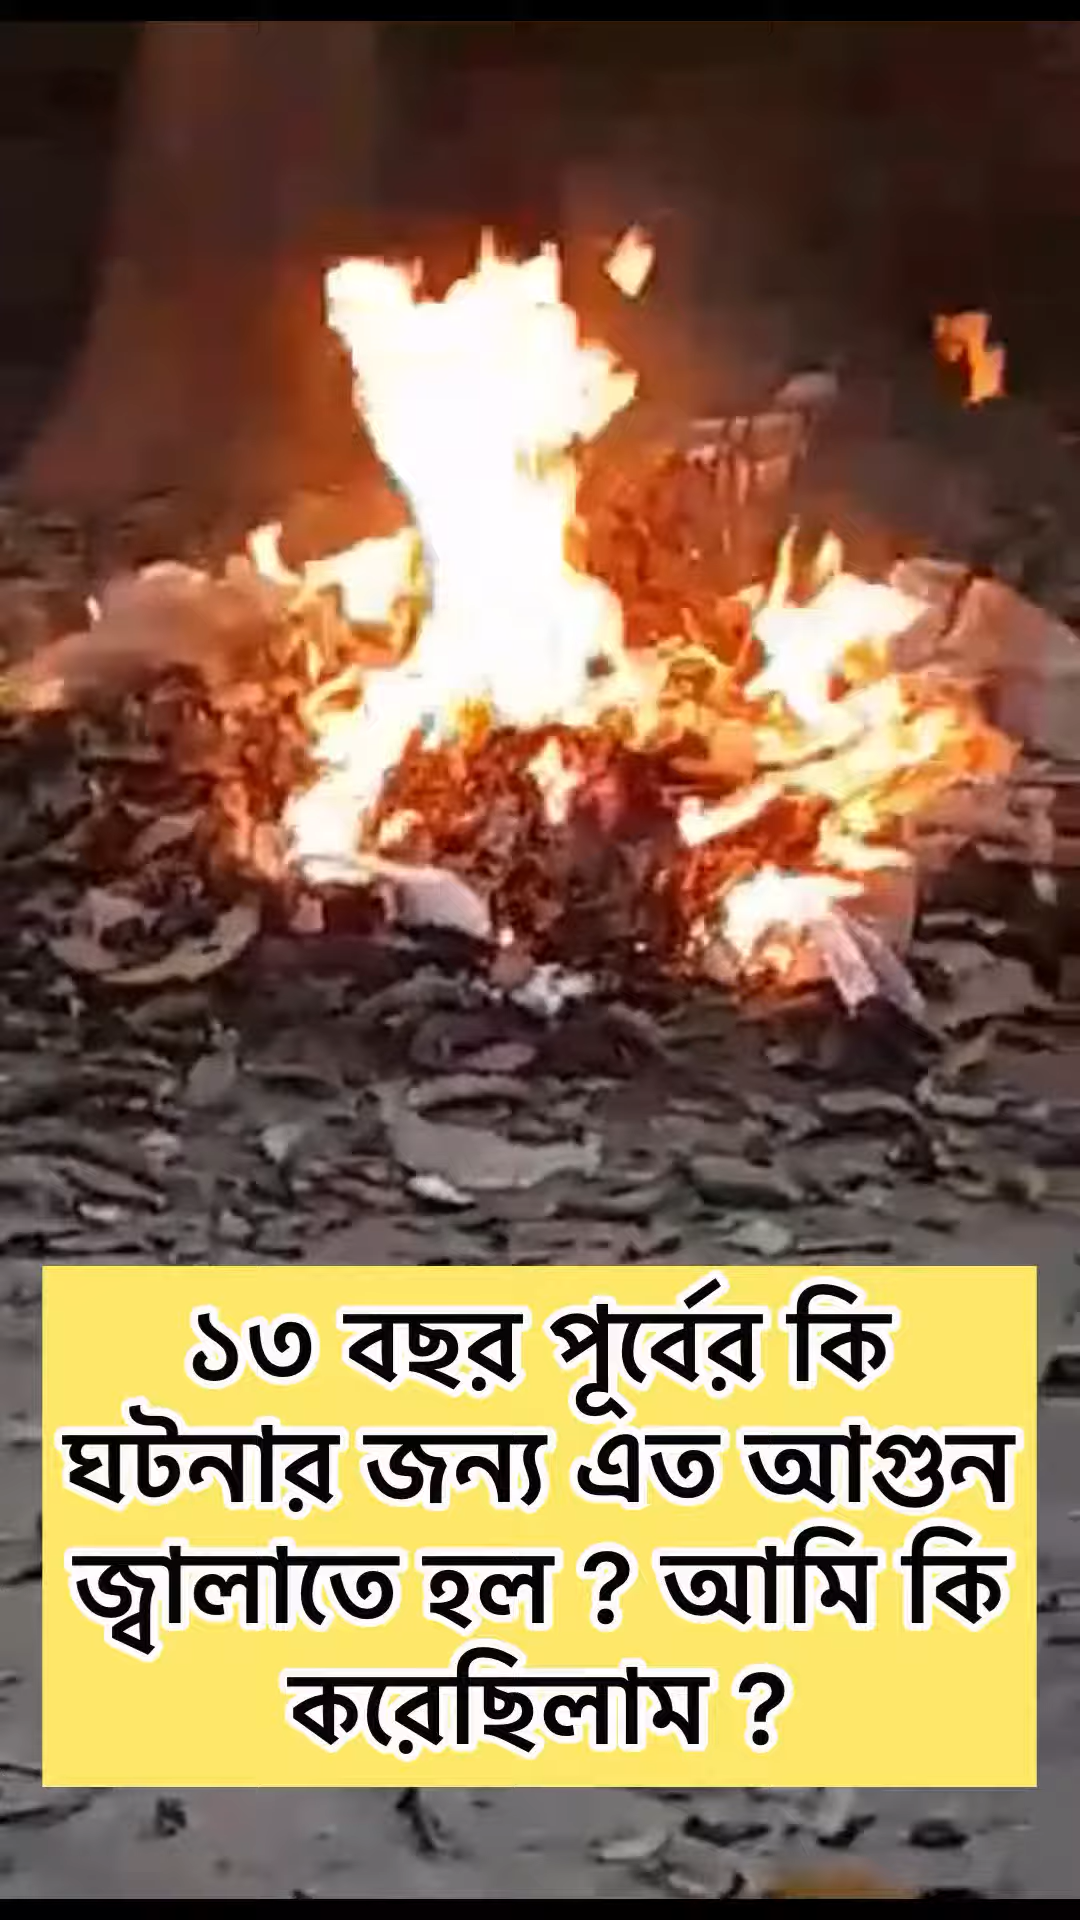 ১৩ বছর পূর্বের কি
ঘটনার জন্য এত আগুন
জ্বালাতে হল ? আমি কি
করেছিলাম ?